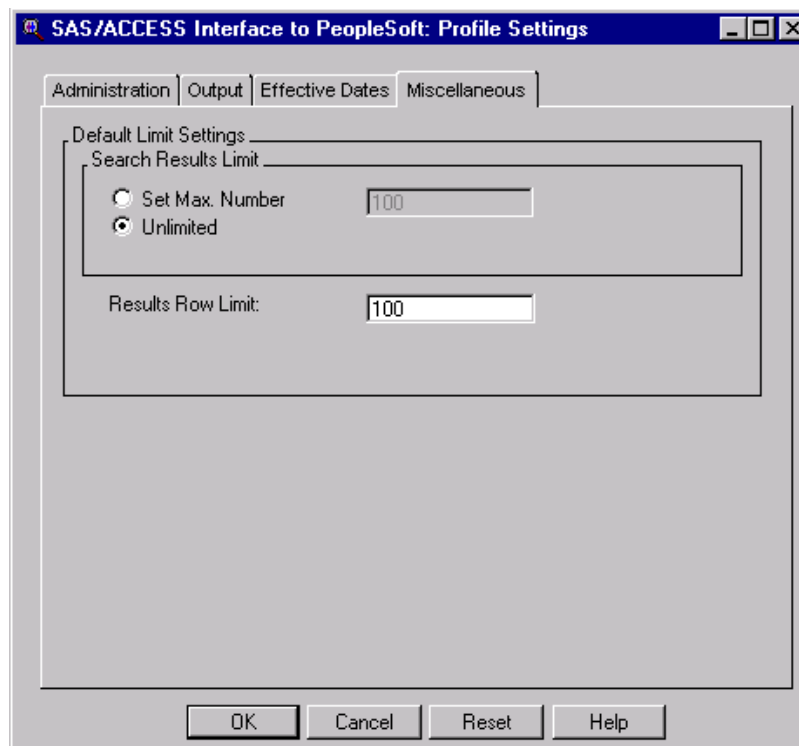 SAS/ACCESS Interface to PeopleSoft: Profile Settings
Administration Output Effective Dates Miscellaneous
Default Limit Settings
Search Results Limit
Set Max. Number 100
Unlimited
Results Row Limit: 100
OK Cancel Reset Help